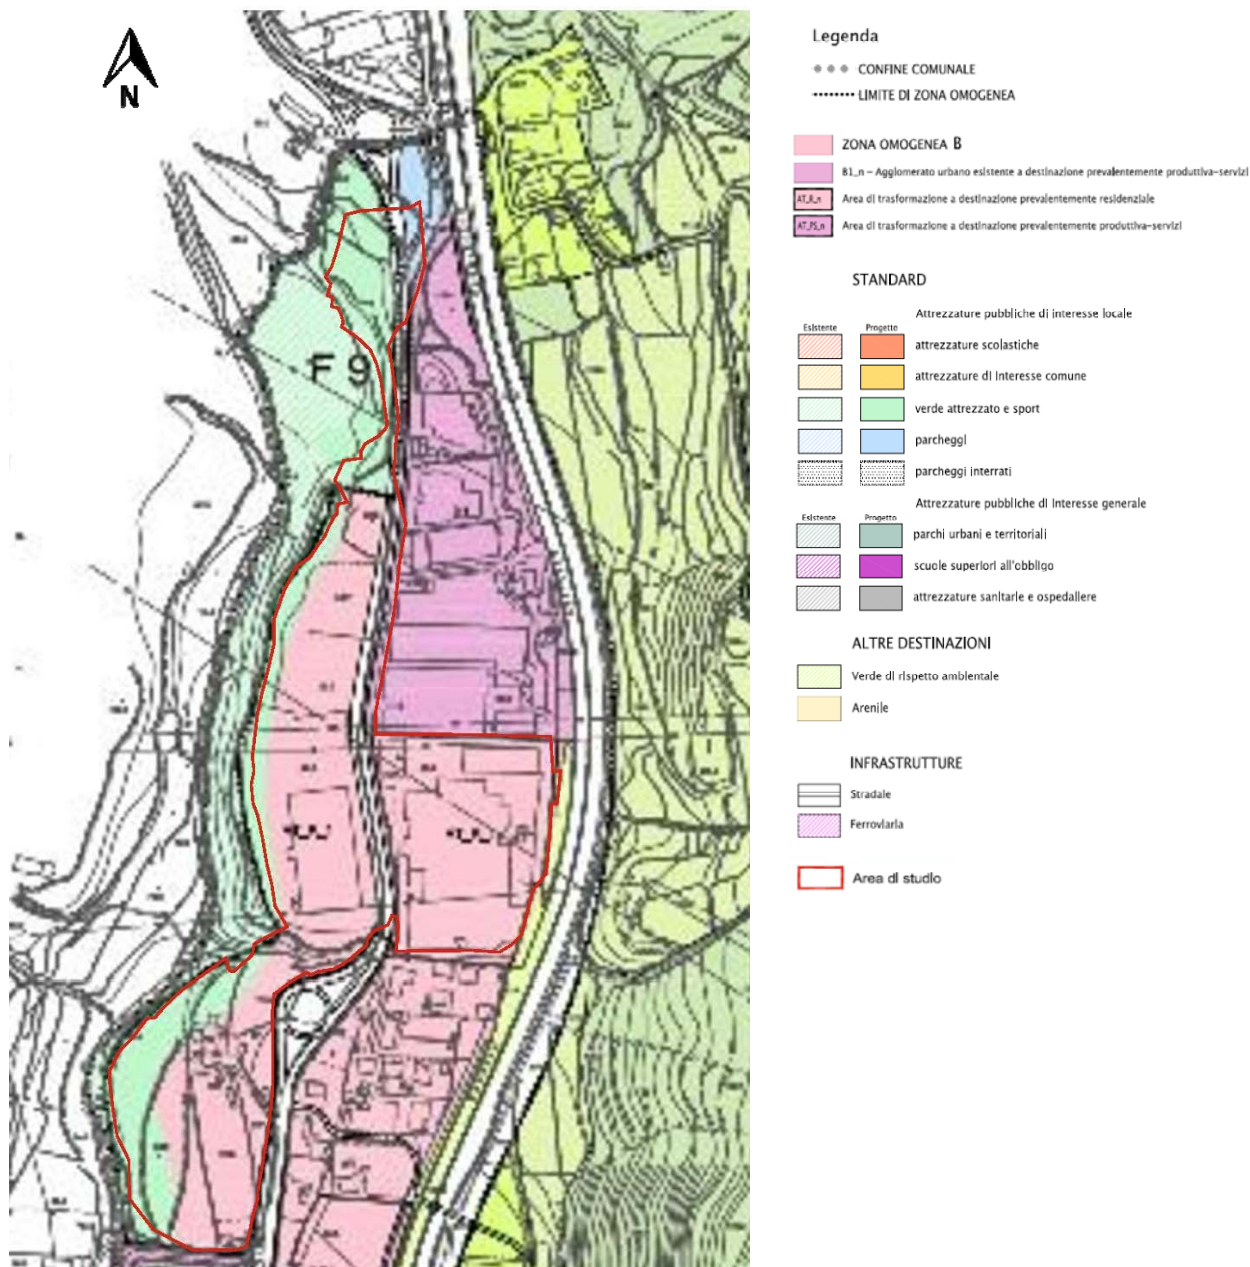 N
F 9
Legenda
CONFINE COMUNALE
LIMITE DI ZONA OMOGENEA
ZONA OMOGENEA B
B1_n - Agglomerato urbano esistente a destinazione prevalentemente produttiva-servizi
AT_R_n Area di trasformazione a destinazione prevalentemente residenziale
AT_PS_n Area di trasformazione a destinazione prevalentemente produttiva-servizi
STANDARD
Attrezzature pubbliche di interesse locale
Esistente Progetto
attrezzature scolastiche
attrezzature di interesse comune
verde attrezzato e sport
parcheggi
parcheggi interrati
Attrezzature pubbliche di interesse generale
Esistente Progetto
parchi urbani e territoriali
scuole superiori all'obbligo
attrezzature sanitarie e ospedaliere
ALTRE DESTINAZIONI
Verde di rispetto ambientale
Arenile
INFRASTRUTTURE
Stradale
Ferroviaria
Area di studio